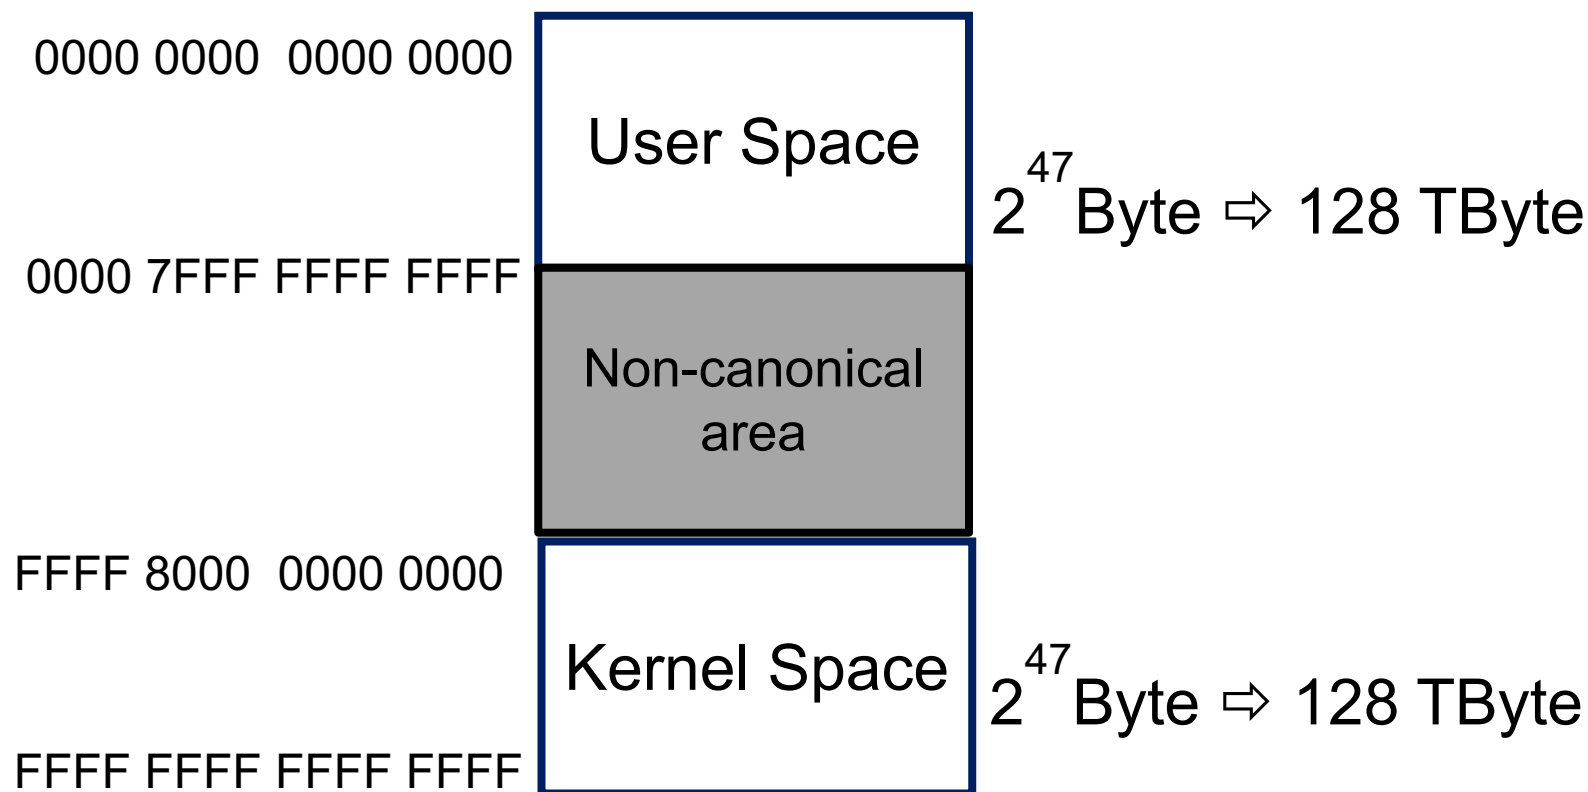 0000 0000  0000 0000
User Space
2^47 Byte ⇨ 128 TByte
0000 7FFF FFFF FFFF
Non-canonical
area
FFFF 8000  0000 0000
Kernel Space
2^47 Byte ⇨ 128 TByte
FFFF FFFF FFFF FFFF